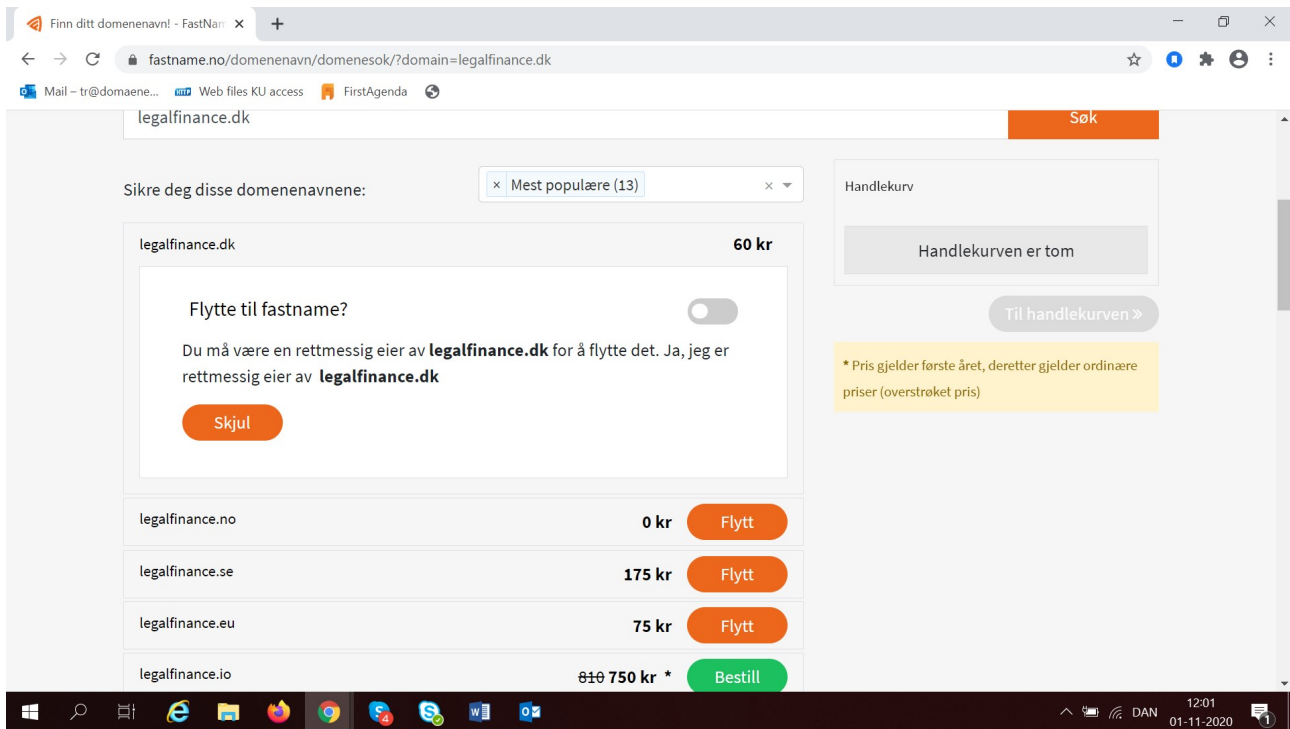 Finn ditt domenenavn! - FastNan
fastname.no/domenenavn/domenesok/?domain=legalfinance.dk
Mail – tr@domaene... Web files KU access FirstAgenda
legalfinance.dk Søk
Sikre deg disse domenenavnene: × Mest populære (13) ×
Handlekurv
legalfinance.dk 60 kr
Handlekurven er tom
Flytte til fastname?
Til handlekurven »
Du må være en rettmessig eier av legalfinance.dk for å flytte det. Ja, jeg er
rettmessig eier av legalfinance.dk
* Pris gjelder første året, deretter gjelder ordinære
priser (overstrøket pris)
Skjul
legalfinance.no 0 kr Flytt
legalfinance.se 175 kr Flytt
legalfinance.eu 75 kr Flytt
legalfinance.io 810 750 kr * Bestill
DAN 12:01
01-11-2020